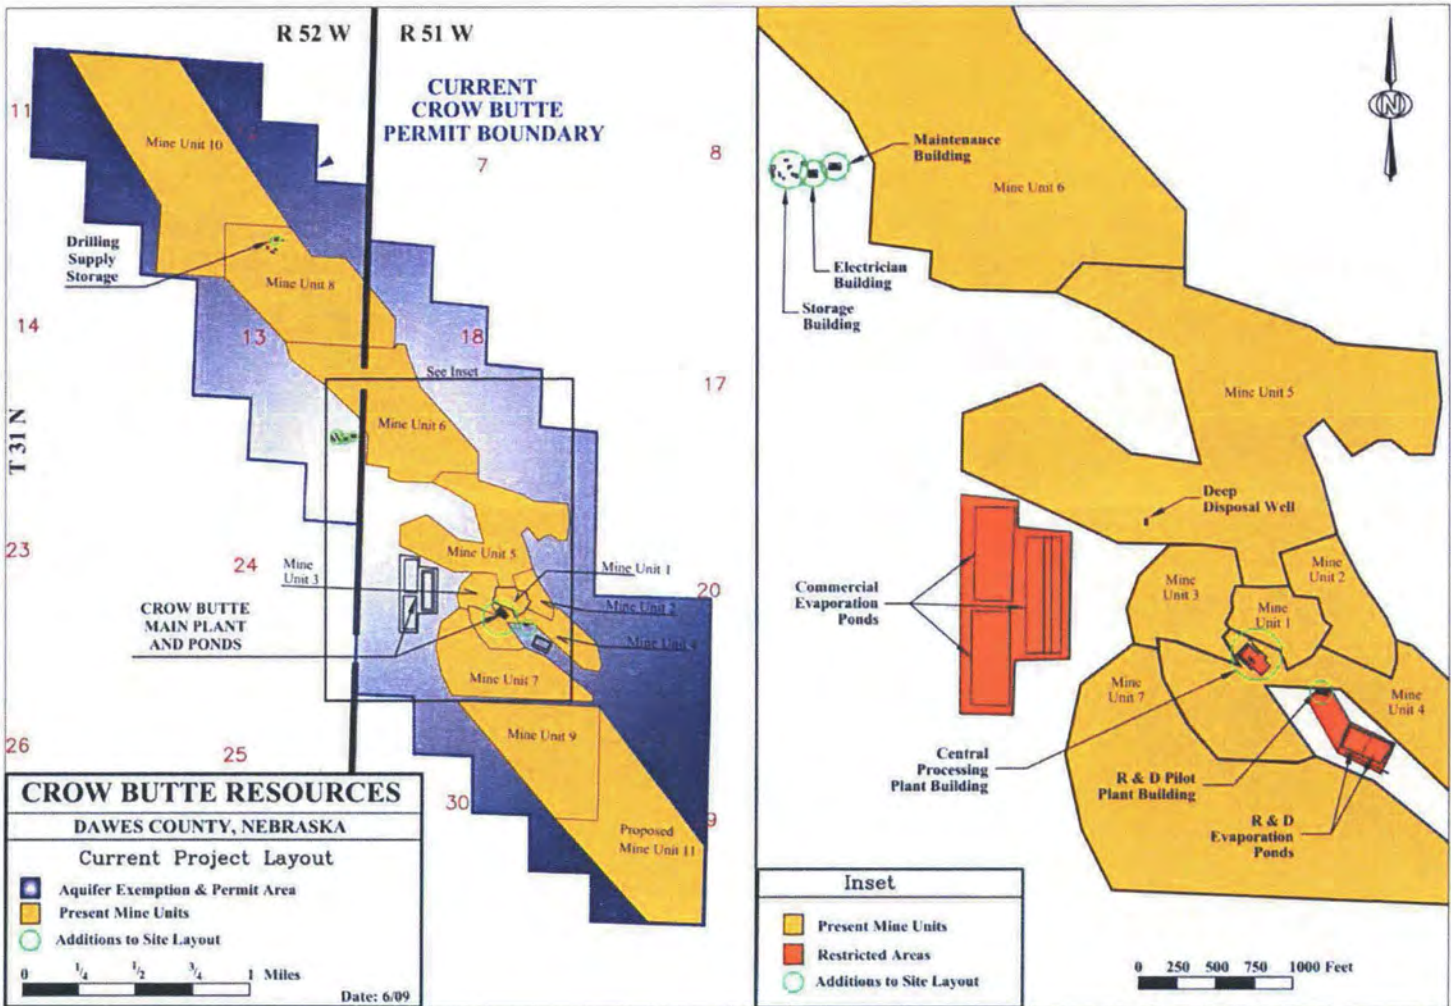 R 52 W
R 51 W
CURRENT
CROW BUTTE
PERMIT BOUNDARY
11
7
8
Mine Unit 10
Drilling
Supply
Storage
Mine Unit 8
14
13
18
17
See Inset
Mine Unit 6
T 31 N
23
24
Mine
Unit 3
Mine Unit 5
Mine Unit 1
20
Mine Unit 2
CROW BUTTE
MAIN PLANT
AND PONDS
Mine Unit 4
Mine Unit 7
26
25
Mine Unit 9
30
Proposed
Mine Unit 11
9
CROW BUTTE RESOURCES
DAWES COUNTY, NEBRASKA
Current Project Layout
Aquifer Exemption & Permit Area
Present Mine Units
Additions to Site Layout
0 1/4 1/2 3/4 1 Miles
Date: 6/09
N
Maintenance
Building
Mine Unit 6
Electrician
Building
Storage
Building
Mine Unit 5
Deep
Disposal Well
Commercial
Evaporation
Ponds
Mine
Unit 3
Mine
Unit 2
Mine
Unit 1
Mine
Unit 7
Mine
Unit 4
Central
Processing
Plant Building
R & D Pilot
Plant Building
R & D
Evaporation
Ponds
Inset
Present Mine Units
Restricted Areas
Additions to Site Layout
0 250 500 750 1000 Feet